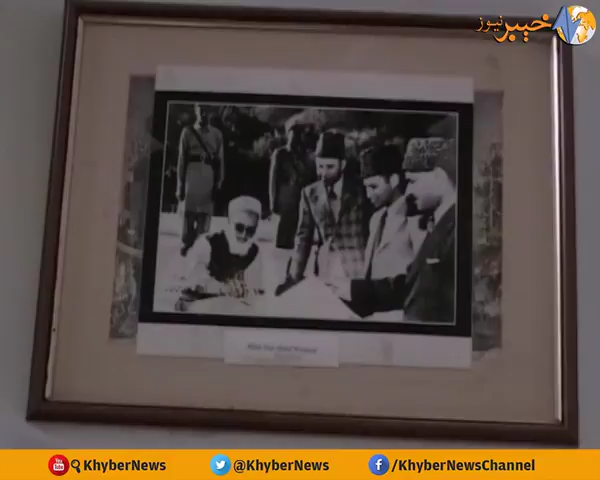 خیبر نیوز
KhyberNews
@KhyberNews
/KhyberNewsChannel